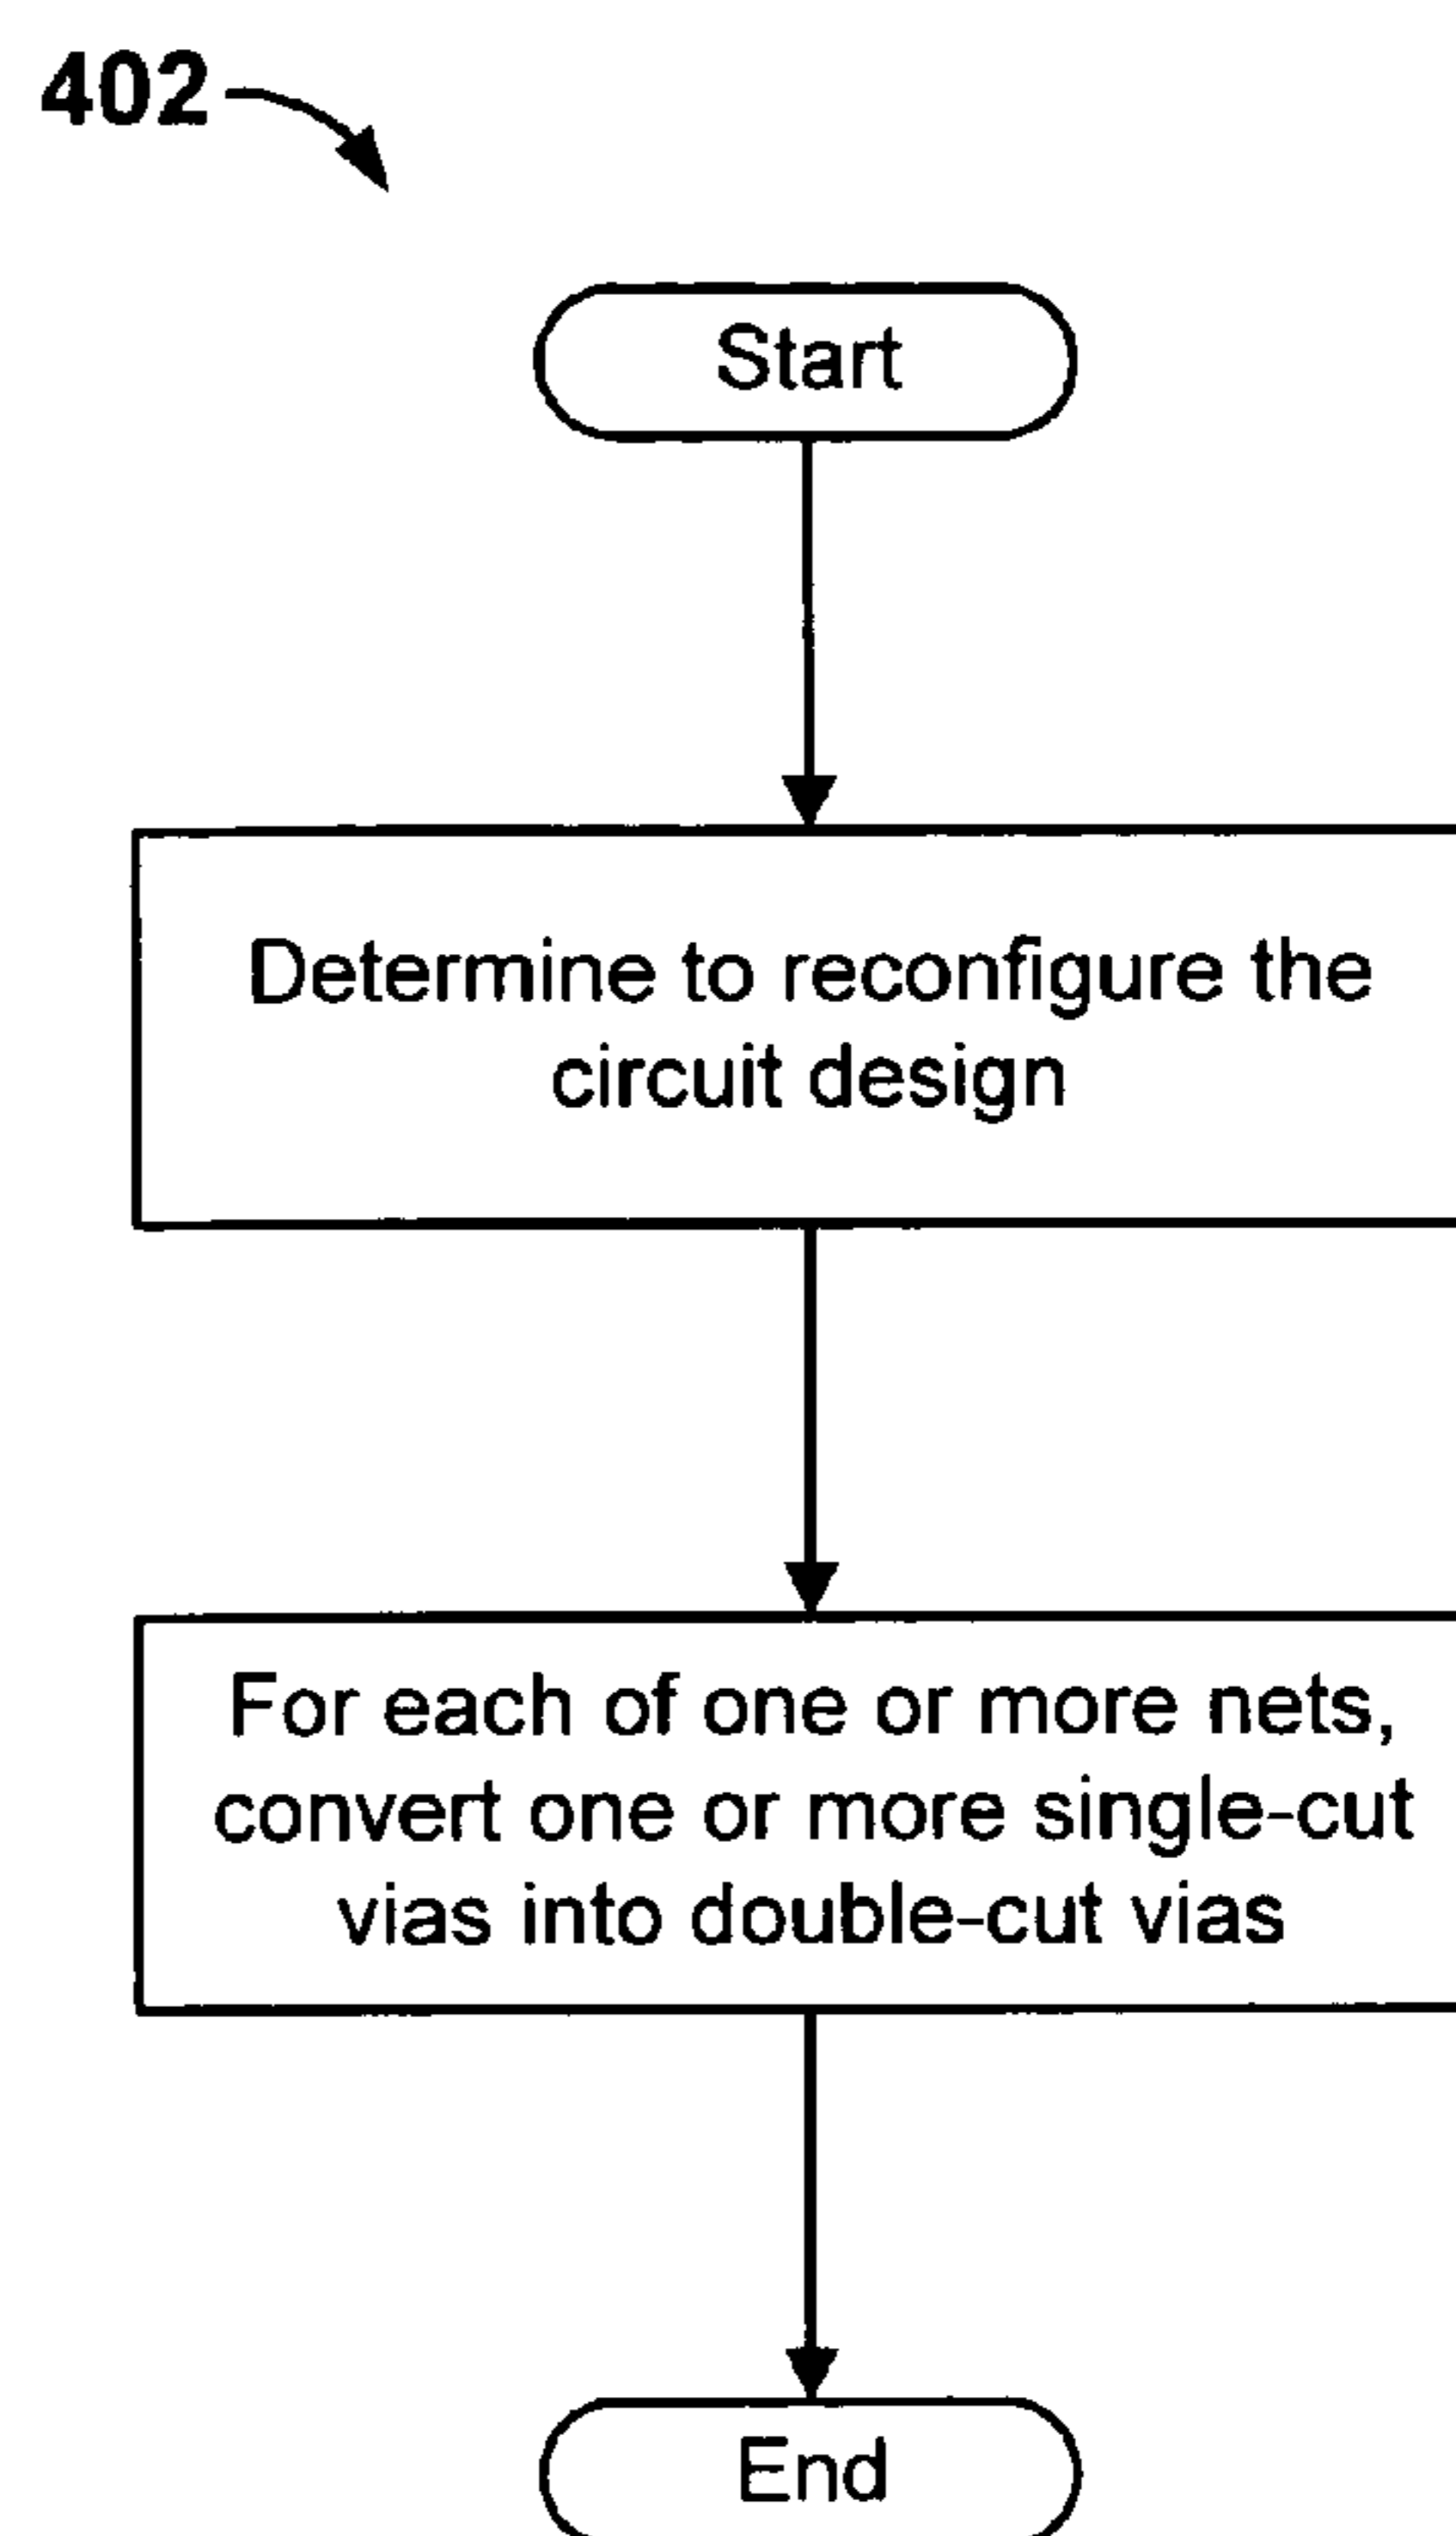 402
Start
Determine to reconfigure the
circuit design
For each of one or more nets,
convert one or more single-cut
vias into double-cut vias
End